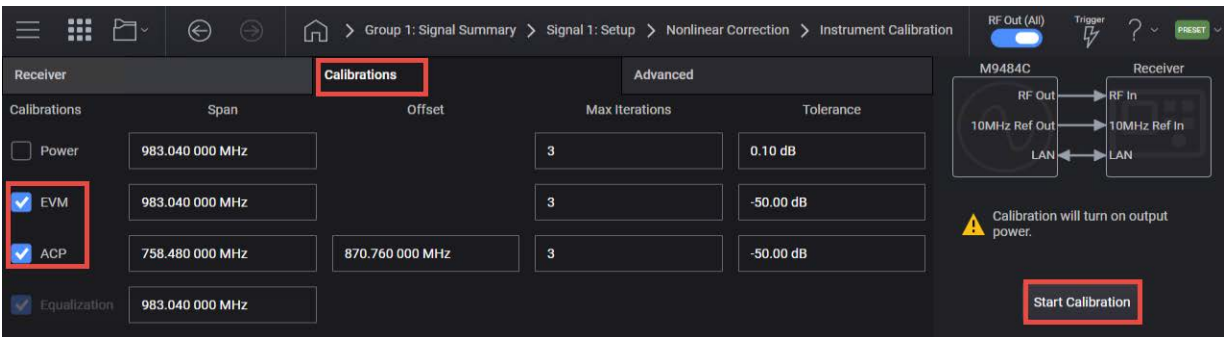 Group 1: Signal Summary > Signal 1: Setup > Nonlinear Correction > Instrument Calibration
RF Out (All)
Trigger
?
PRESET
Receiver
Calibrations
Advanced
Calibrations Span Offset Max Iterations Tolerance
Power 983.040 000 MHz 3 0.10 dB
EVM 983.040 000 MHz 3 -50.00 dB
ACP 758.480 000 MHz 870.760 000 MHz 3 -50.00 dB
Equalization 983.040 000 MHz
M9484C Receiver
RF Out RF In
10MHz Ref Out 10MHz Ref In
LAN LAN
Calibration will turn on output
power.
Start Calibration